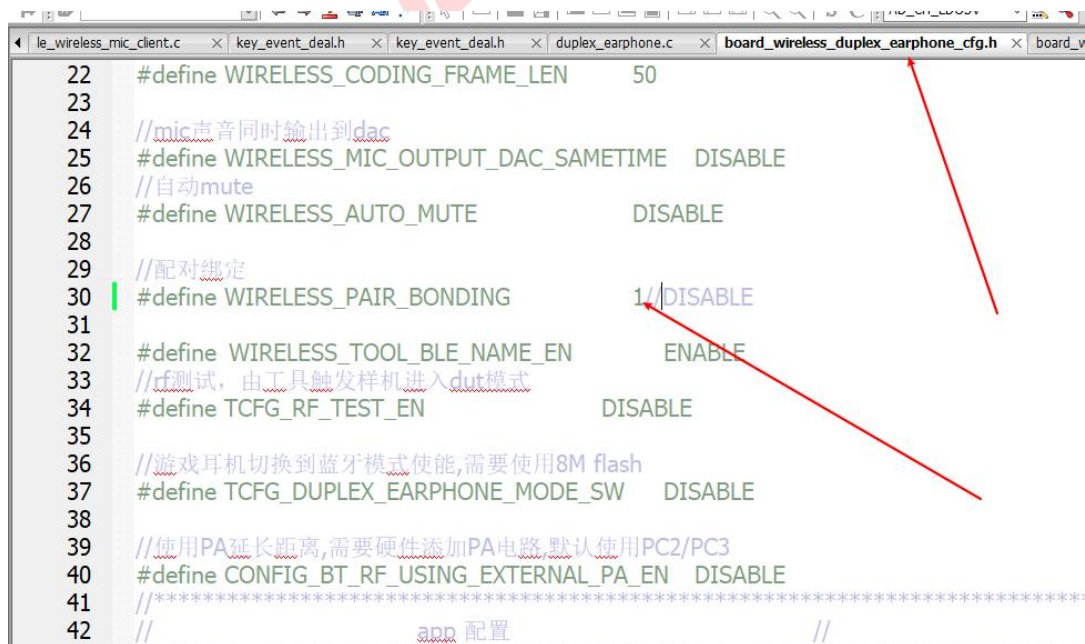 le_wireless_mic_client.c × key_event_deal.h × key_event_deal.h × duplex_earphone.c × board_wireless_duplex_earphone_cfg.h × board_w
22 #define WIRELESS_CODING_FRAME_LEN 50
23
24 //mic声音同时输出到dac
25 #define WIRELESS_MIC_OUTPUT_DAC_SAMETIME DISABLE
26 //自动mute
27 #define WIRELESS_AUTO_MUTE DISABLE
28
29 //配对绑定
30 #define WIRELESS_PAIR_BONDING 1//DISABLE
31
32 #define WIRELESS_TOOL_BLE_NAME_EN ENABLE
33 //rf测试，由工具触发样机进入dut模式
34 #define TCFG_RF_TEST_EN DISABLE
35
36 //游戏耳机切换到蓝牙模式使能,需要使用8M flash
37 #define TCFG_DUPLEX_EARPHONE_MODE_SW DISABLE
38
39 //使用PA延长距离,需要硬件添加PA电路,默认使用PC2/PC3
40 #define CONFIG_BT_RF_USING_EXTERNAL_PA_EN DISABLE
41 //*****************************************************************************
42 // app 配置 //